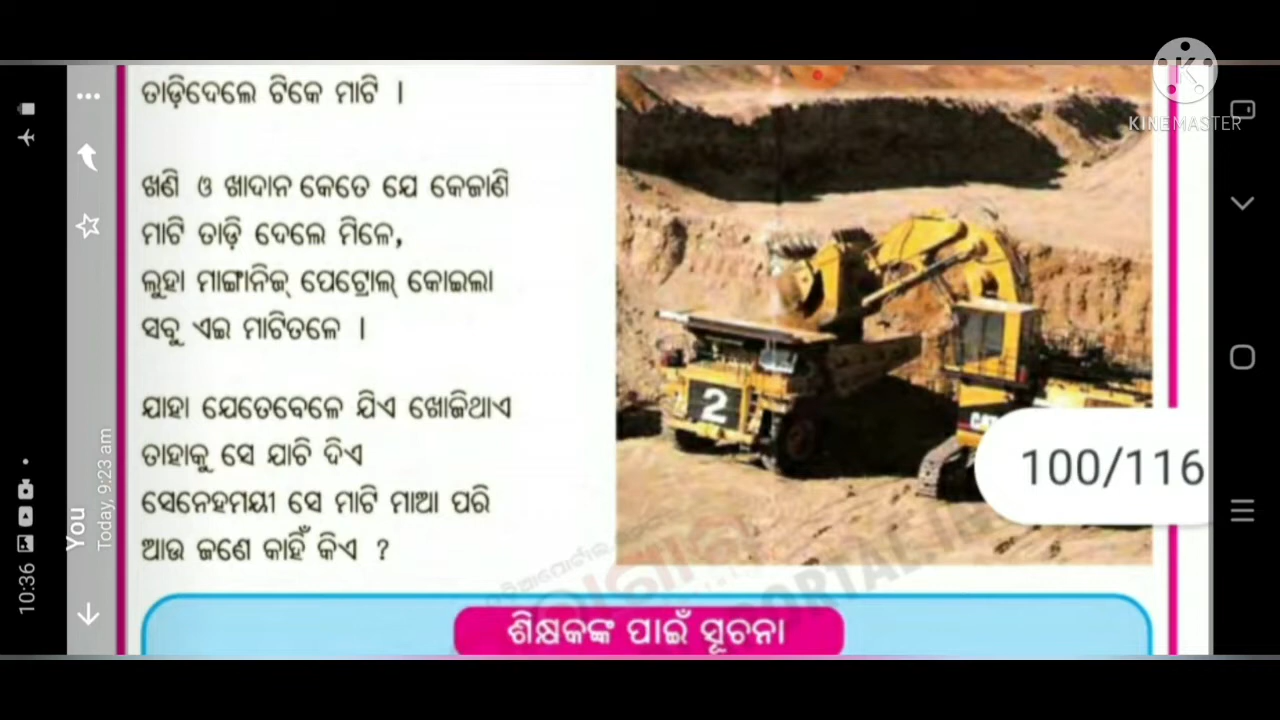 ତାଡ଼ିଦେଲେ ଟିକେ ମାଟି ।
ଖଣି ଓ ଖାଦାନ କେତେ ଯେ କେଜାଣି
ମାଟି ତାଡ଼ି ଦେଲେ ମିଳେ,
ଲୁହା ମାଙ୍ଗାନିଜ୍ ପେଟ୍ରୋଲ୍ କୋଇଲା
ସବୁ ଏଇ ମାଟିତଳେ ।
ଯାହା ଯେତେବେଳେ ଯିଏ ଖୋଜିଥାଏ
ତାହାକୁ ସେ ଯାଚି ଦିଏ
ସେନେହମୟୀ ସେ ମାଟି ମାଆ ପରି
ଆଉ ଜଣେ କାହିଁ କିଏ ?
ଶିକ୍ଷକଙ୍କ ପାଇଁ ସୂଚନା
2
CAT
100/116
KINEMASTER
You
Today, 9:23 am
10:36